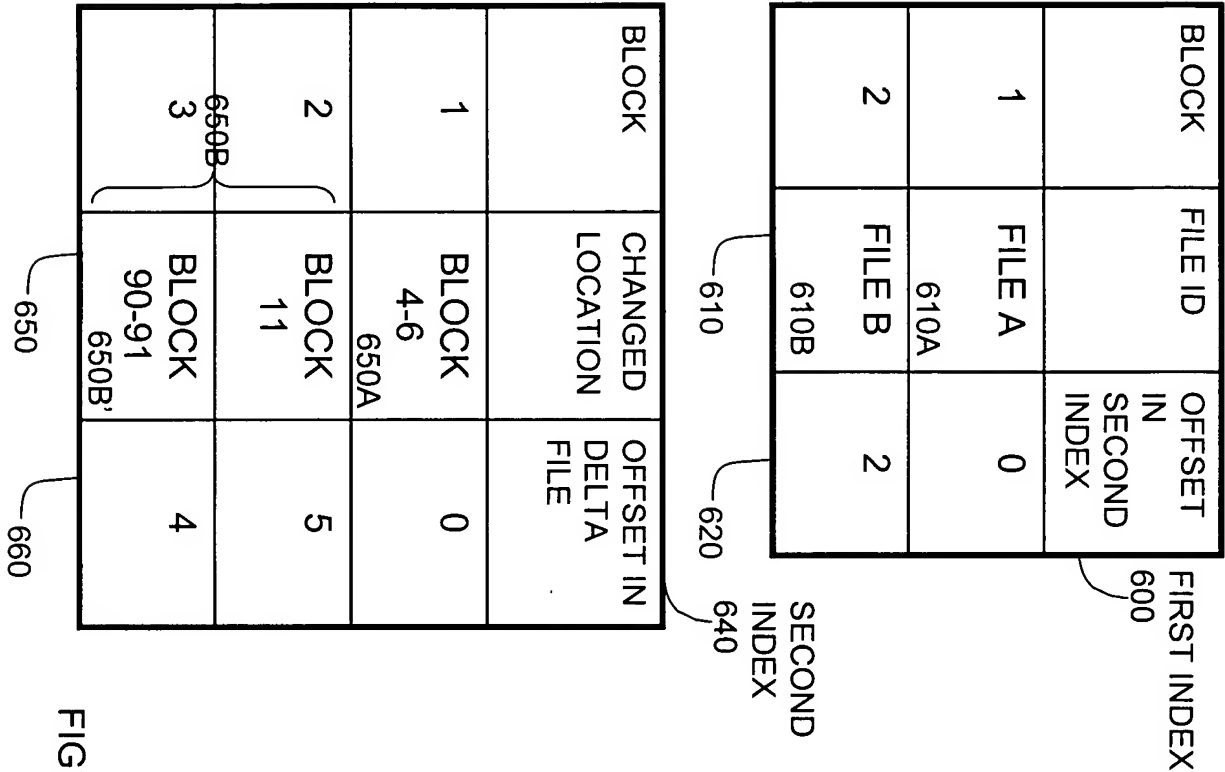 FIRST INDEX
600
BLOCK
FILE ID
OFFSET
IN
SECOND
INDEX
1
FILE A
610A
0
2
FILE B
610B
2
610
620
SECOND
INDEX
640
BLOCK
CHANGED
LOCATION
OFFSET IN
DELTA
FILE
1
BLOCK
4-6
650A
0
2
BLOCK
11
5
650B
3
BLOCK
90-91
650B'
4
650
660
FIG